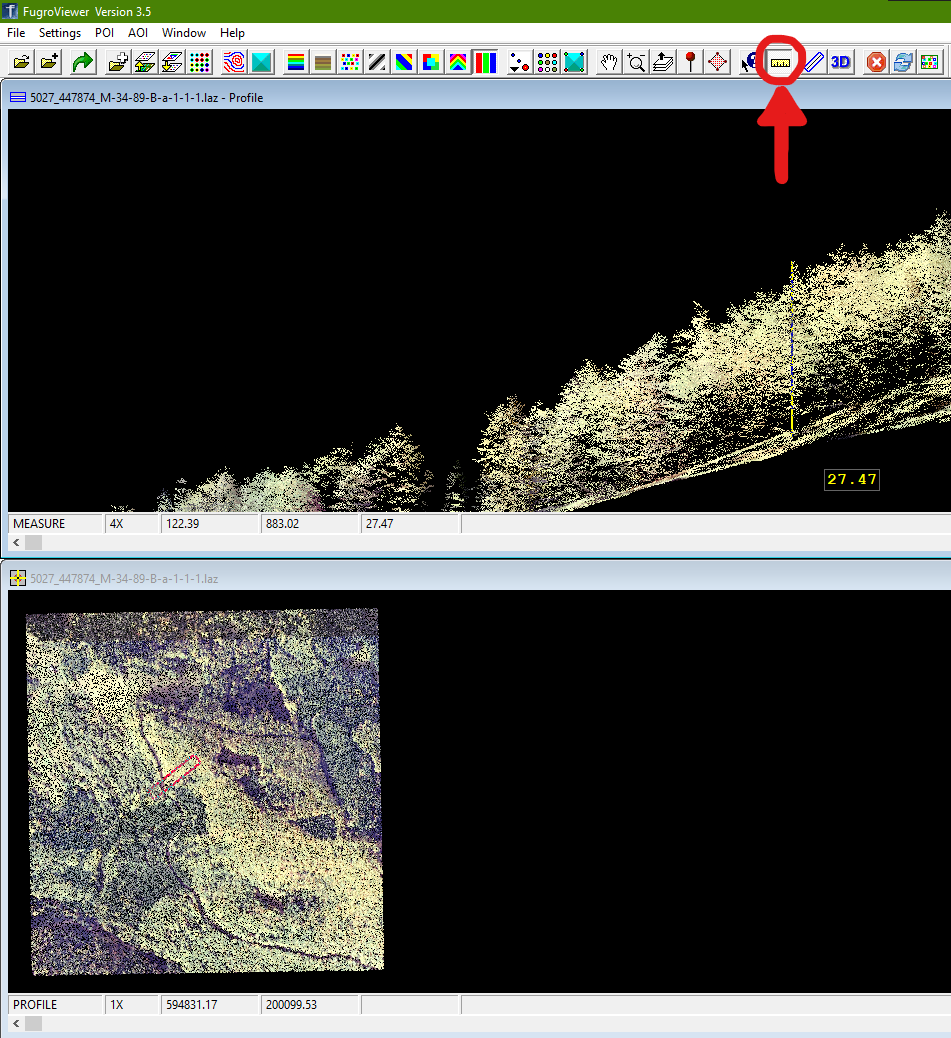 f FugroViewer Version 3.5
File Settings POI AOI Window Help
3D
5027_447874_M-34-89-B-a-1-1-1.laz - Profile
27.47
MEASURE 4X 122.39 883.02 27.47
5027_447874_M-34-89-B-a-1-1-1.laz
PROFILE 1X 594831.17 200099.53